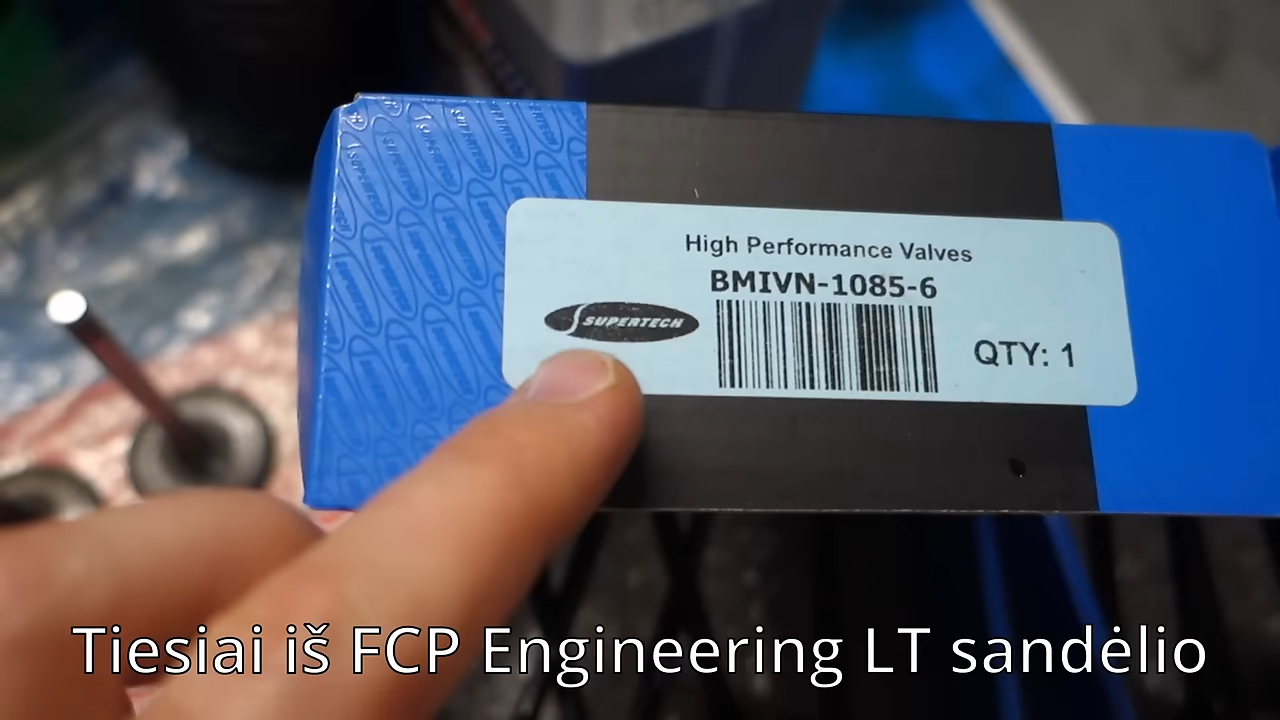 High Performance Valves
BMIVN-1085-6
SUPERTECH
QTY: 1
Tiesiai iš FCP Engineering LT sandėlio